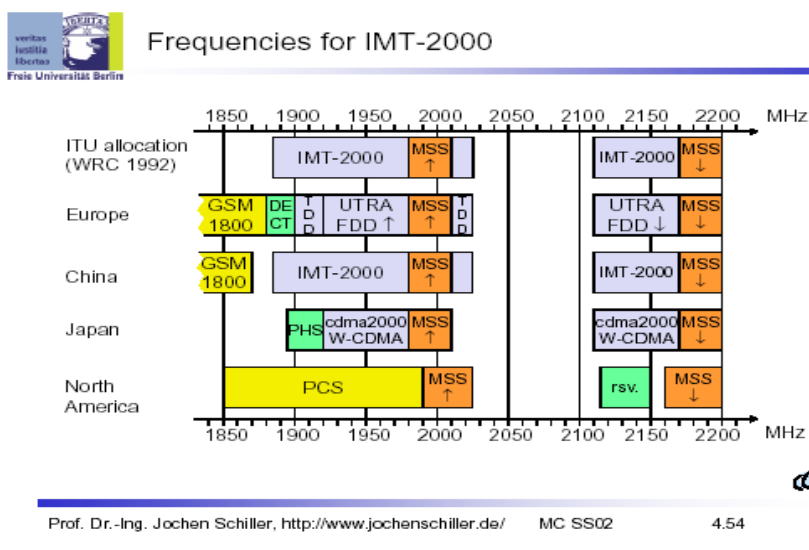 veritas
iustitia
libertas
Freie Universität Berlin
Frequencies for IMT-2000
1850 1900 1950 2000 2050 2100 2150 2200 MHz
ITU allocation
(WRC 1992)
IMT-2000
MSS
↑
IMT-2000
MSS
↓
Europe
GSM
1800
DE
CT
T
D
D
UTRA
FDD ↑
MSS
↑
T
D
D
UTRA
FDD ↓
MSS
↓
China
GSM
1800
IMT-2000
MSS
↑
IMT-2000
MSS
↓
Japan
PHS
cdma2000
W-CDMA
MSS
↑
cdma2000
W-CDMA
MSS
↓
North
America
PCS
MSS
↑
rsv.
MSS
↓
1850 1900 1950 2000 2050 2100 2150 2200 MHz
Prof. Dr.-Ing. Jochen Schiller, http://www.jochenschiller.de/ MC SS02 4.54